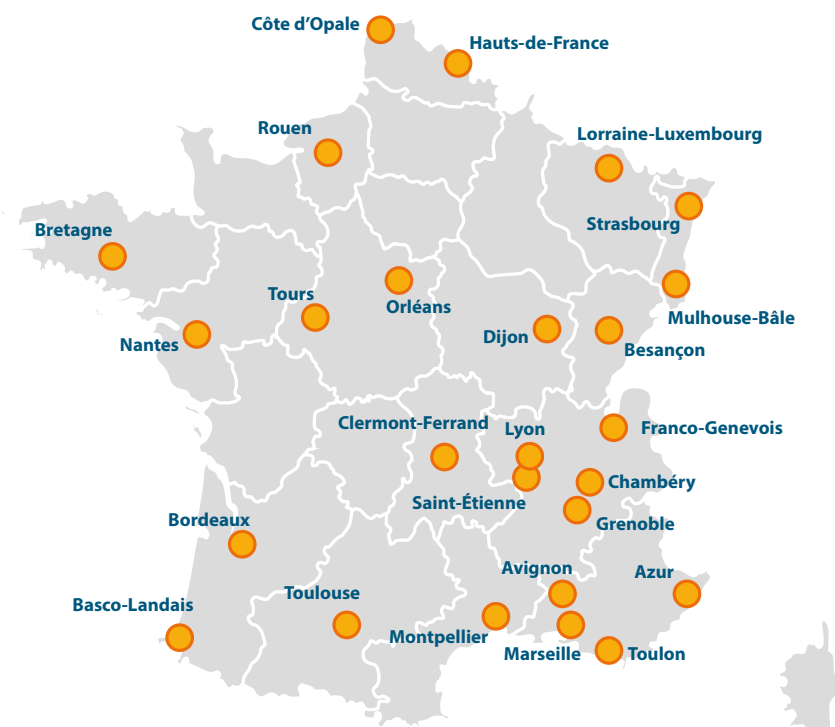 Côte d’Opale
Hauts-de-France
Rouen
Lorraine-Luxembourg
Strasbourg
Bretagne
Tours
Orléans
Mulhouse-Bâle
Nantes
Dijon
Besançon
Clermont-Ferrand
Lyon
Franco-Genevois
Chambéry
Saint-Étienne
Grenoble
Bordeaux
Avignon
Azur
Toulouse
Basco-Landais
Montpellier
Marseille
Toulon